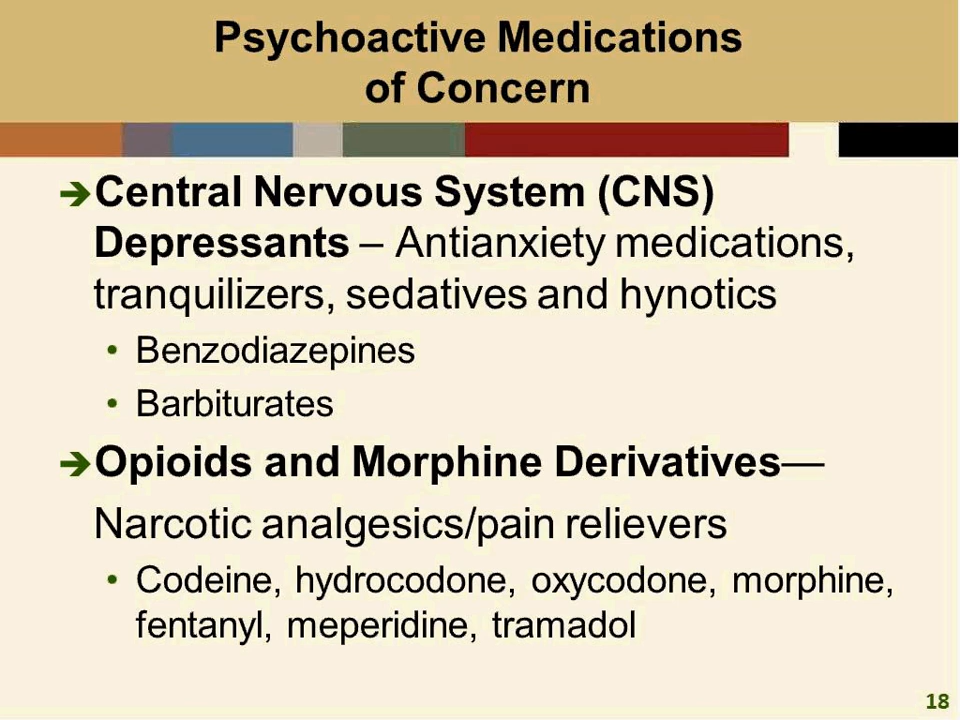 Psychoactive Medications
of Concern
➔Central Nervous System (CNS)
Depressants – Antianxiety medications,
tranquilizers, sedatives and hynotics
• Benzodiazepines
• Barbiturates
➔Opioids and Morphine Derivatives—
Narcotic analgesics/pain relievers
• Codeine, hydrocodone, oxycodone, morphine,
fentanyl, meperidine, tramadol
18